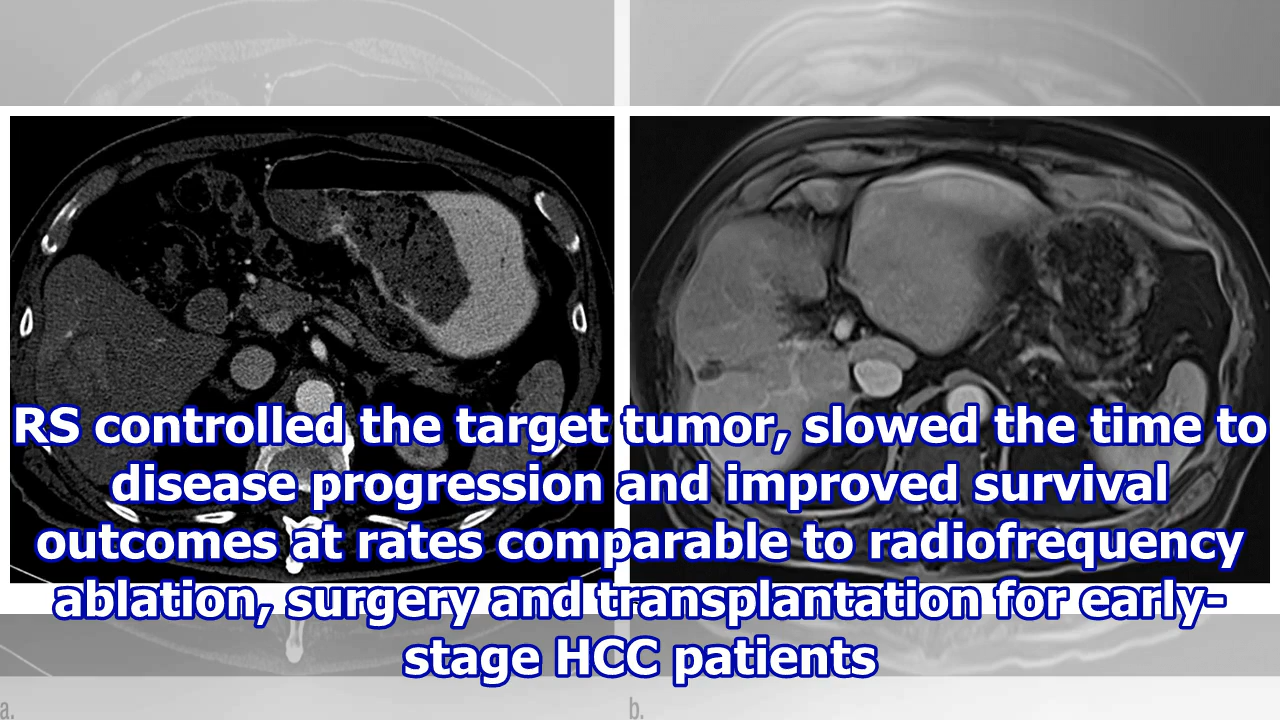 RS controlled the target tumor, slowed the time to
disease progression and improved survival
outcomes at rates comparable to radiofrequency
ablation, surgery and transplantation for early-
stage HCC patients
a.
b.